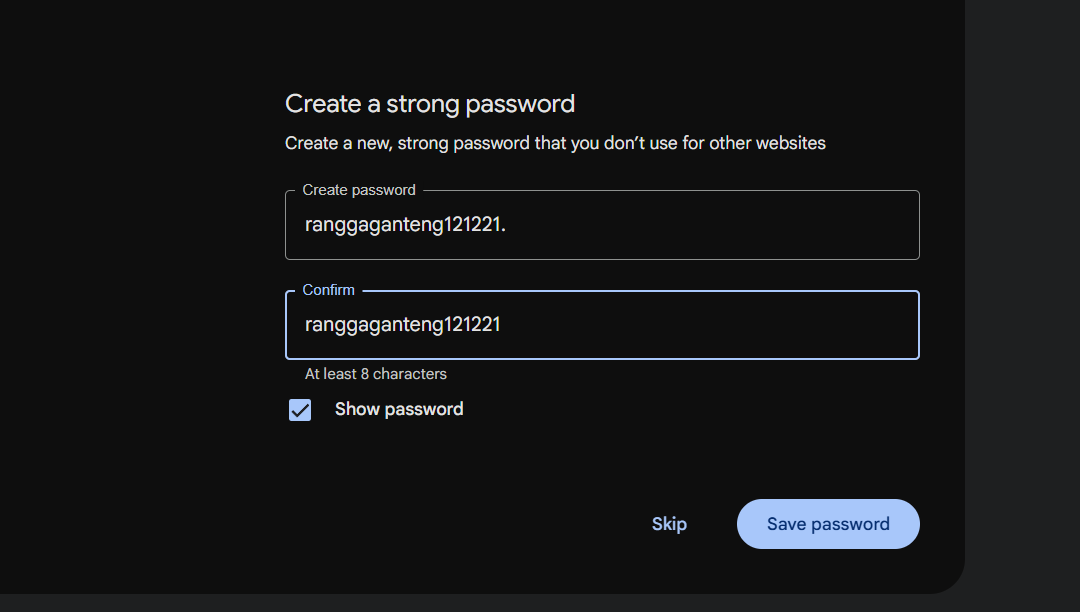 Create a strong password
Create a new, strong password that you don’t use for other websites
Create password
ranggaganteng121221.
Confirm
ranggaganteng121221
At least 8 characters
Show password
Skip
Save password